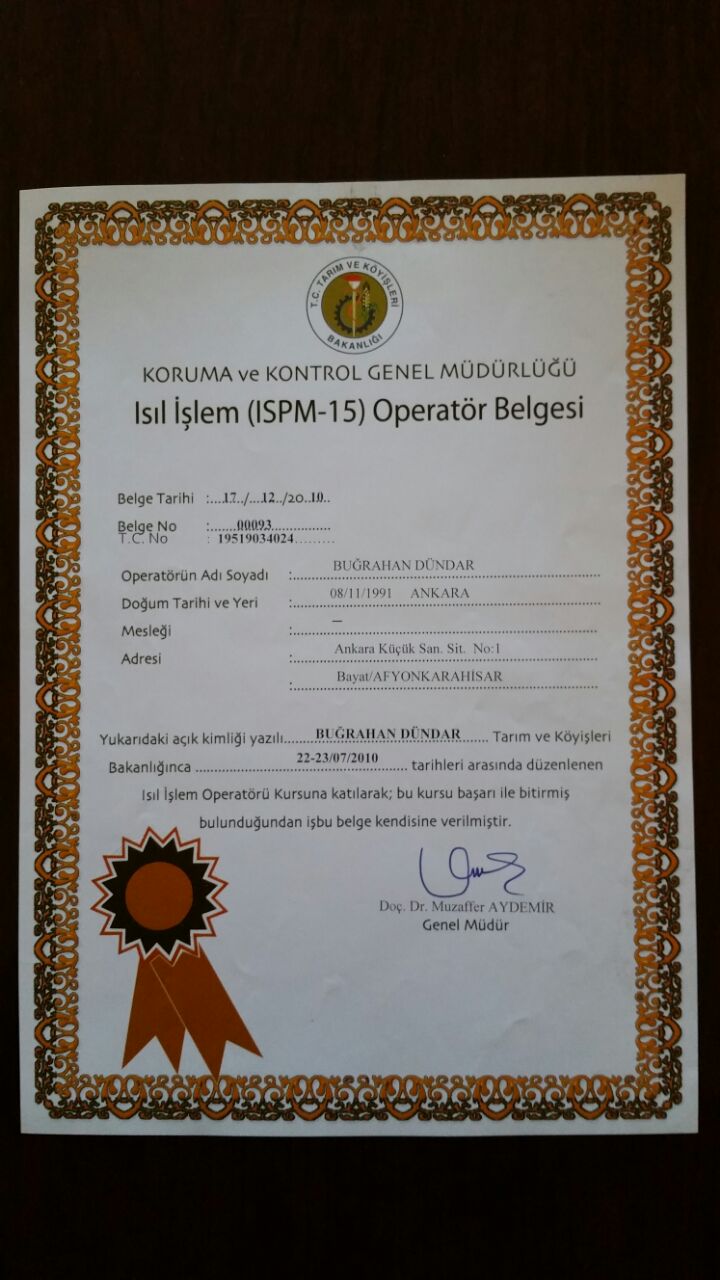 T.C. TARIM VE KÖYİŞLERİ
BAKANLIĞI
KORUMA ve KONTROL GENEL MÜDÜRLÜĞÜ
Isıl İşlem (ISPM-15) Operatör Belgesi
Belge Tarihi :....17../....12.../20..10..
Belge No :.......00093...............
T.C. No : 19519034024.........
Operatörün Adı Soyadı :.....BUĞRAHAN DÜNDAR.....
Doğum Tarihi ve Yeri :.....08/11/1991 ANKARA.....
Mesleği :.....–.....
Adresi :.....Ankara Küçük San. Sit. No:1.....
:.....Bayat/AFYONKARAHİSAR.....
Yukarıdaki açık kimliği yazılı.......BUĞRAHAN DÜNDAR...... Tarım ve Köyişleri
Bakanlığınca .....22-23/07/2010..... tarihleri arasında düzenlenen
Isıl İşlem Operatörü Kursuna katılarak; bu kursu başarı ile bitirmiş
bulunduğundan işbu belge kendisine verilmiştir.
Doç. Dr. Muzaffer AYDEMİR
Genel Müdür